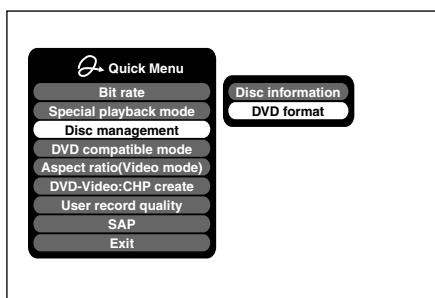 Quick Menu
Bit rate
Special playback mode
Disc management
DVD compatible mode
Aspect ratio(Video mode)
DVD-Video:CHP create
User record quality
SAP
Exit
Disc information
DVD format